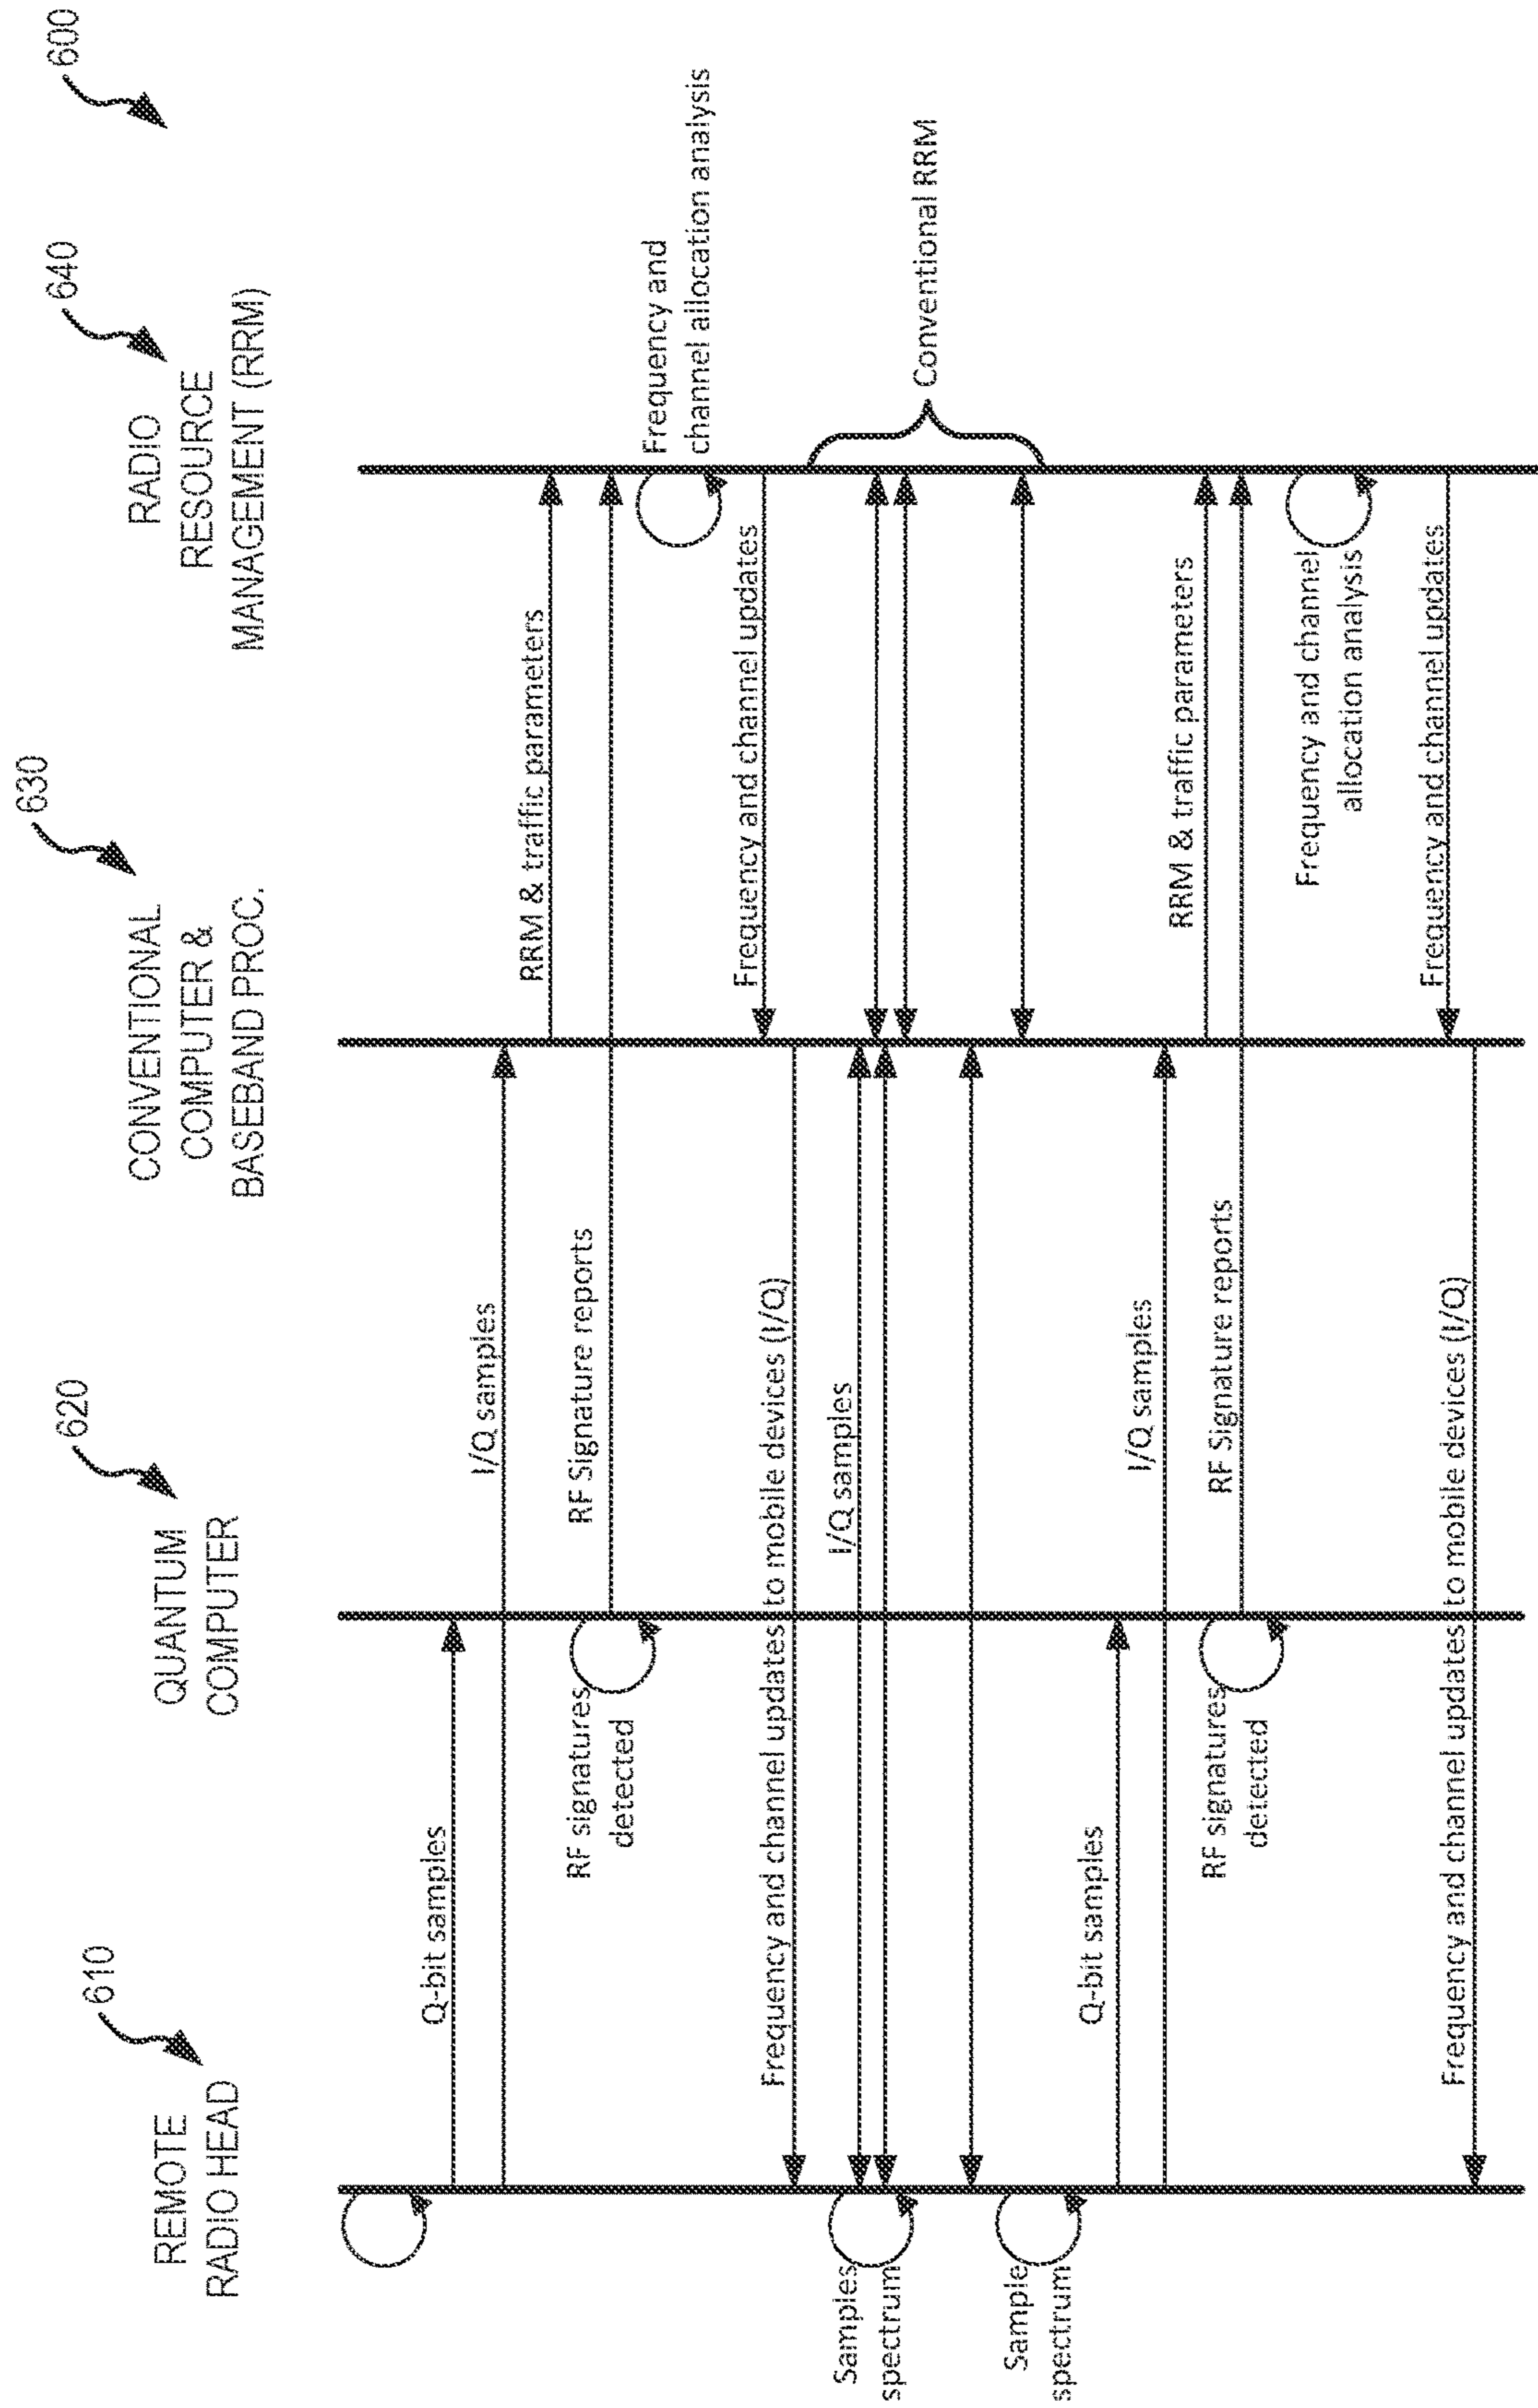 600
610
REMOTE
RADIO HEAD
620
QUANTUM
COMPUTER
630
CONVENTIONAL
COMPUTER &
BASEBAND PROC.
640
RADIO
RESOURCE
MANAGEMENT (RRM)
Q-bit samples
I/Q samples
RRM & traffic parameters
RF signatures
detected
RF Signature reports
Frequency and
channel allocation analysis
Frequency and channel updates
Frequency and channel updates to mobile devices (I/Q)
Samples
spectrum
I/Q samples
Conventional RRM
Sample
spectrum
Q-bit samples
I/Q samples
RRM & traffic parameters
RF signatures
detected
RF Signature reports
Frequency and channel
allocation analysis
Frequency and channel updates
Frequency and channel updates to mobile devices (I/Q)